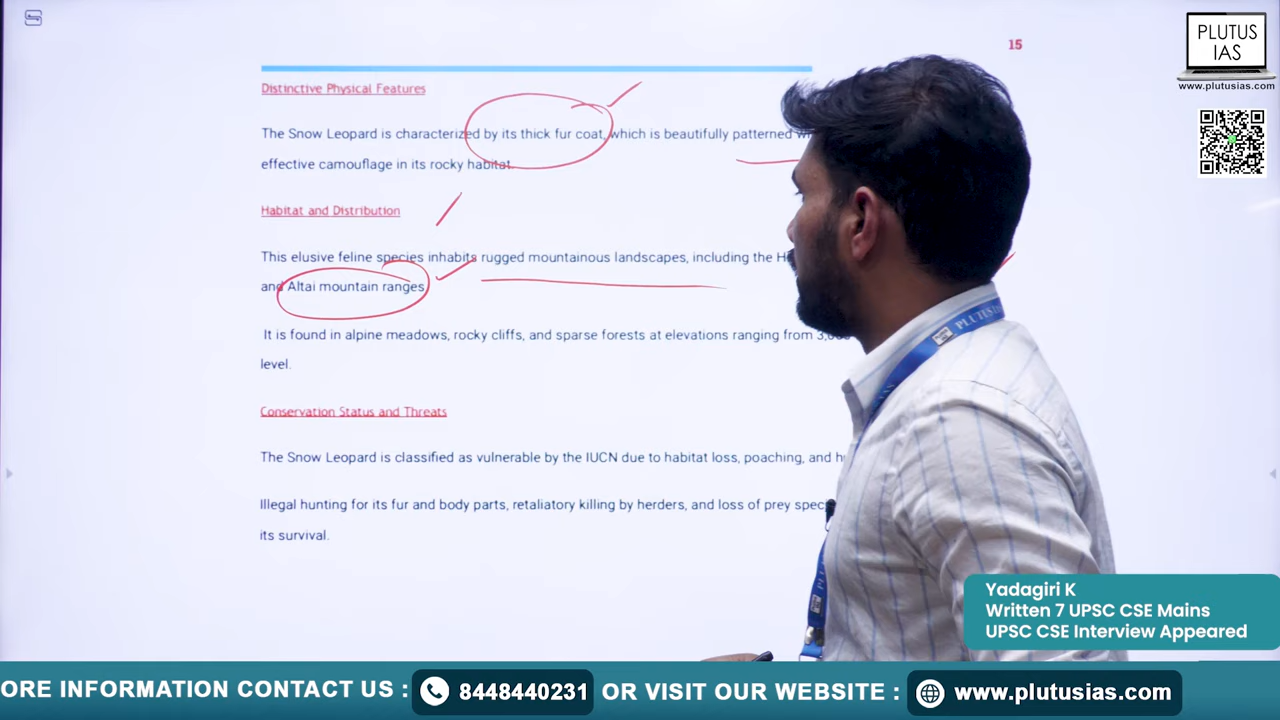 15
PLUTUS
IAS
www.plutusias.com
Distinctive Physical Features
The Snow Leopard is characterized by its thick fur coat, which is beautifully patterned
effective camouflage in its rocky habitat.
Habitat and Distribution
This elusive feline species inhabits rugged mountainous landscapes, including the
and Altai mountain ranges.
It is found in alpine meadows, rocky cliffs, and sparse forests at elevations ranging from
level.
Conservation Status and Threats
The Snow Leopard is classified as vulnerable by the IUCN due to habitat loss, poaching, and
Illegal hunting for its fur and body parts, retaliatory killing by herders, and loss of prey
its survival.
PLUTUS
Yadagiri K
Written 7 UPSC CSE Mains
UPSC CSE Interview Appeared
ORE INFORMATION CONTACT US : 8448440231 OR VISIT OUR WEBSITE : www.plutusias.com